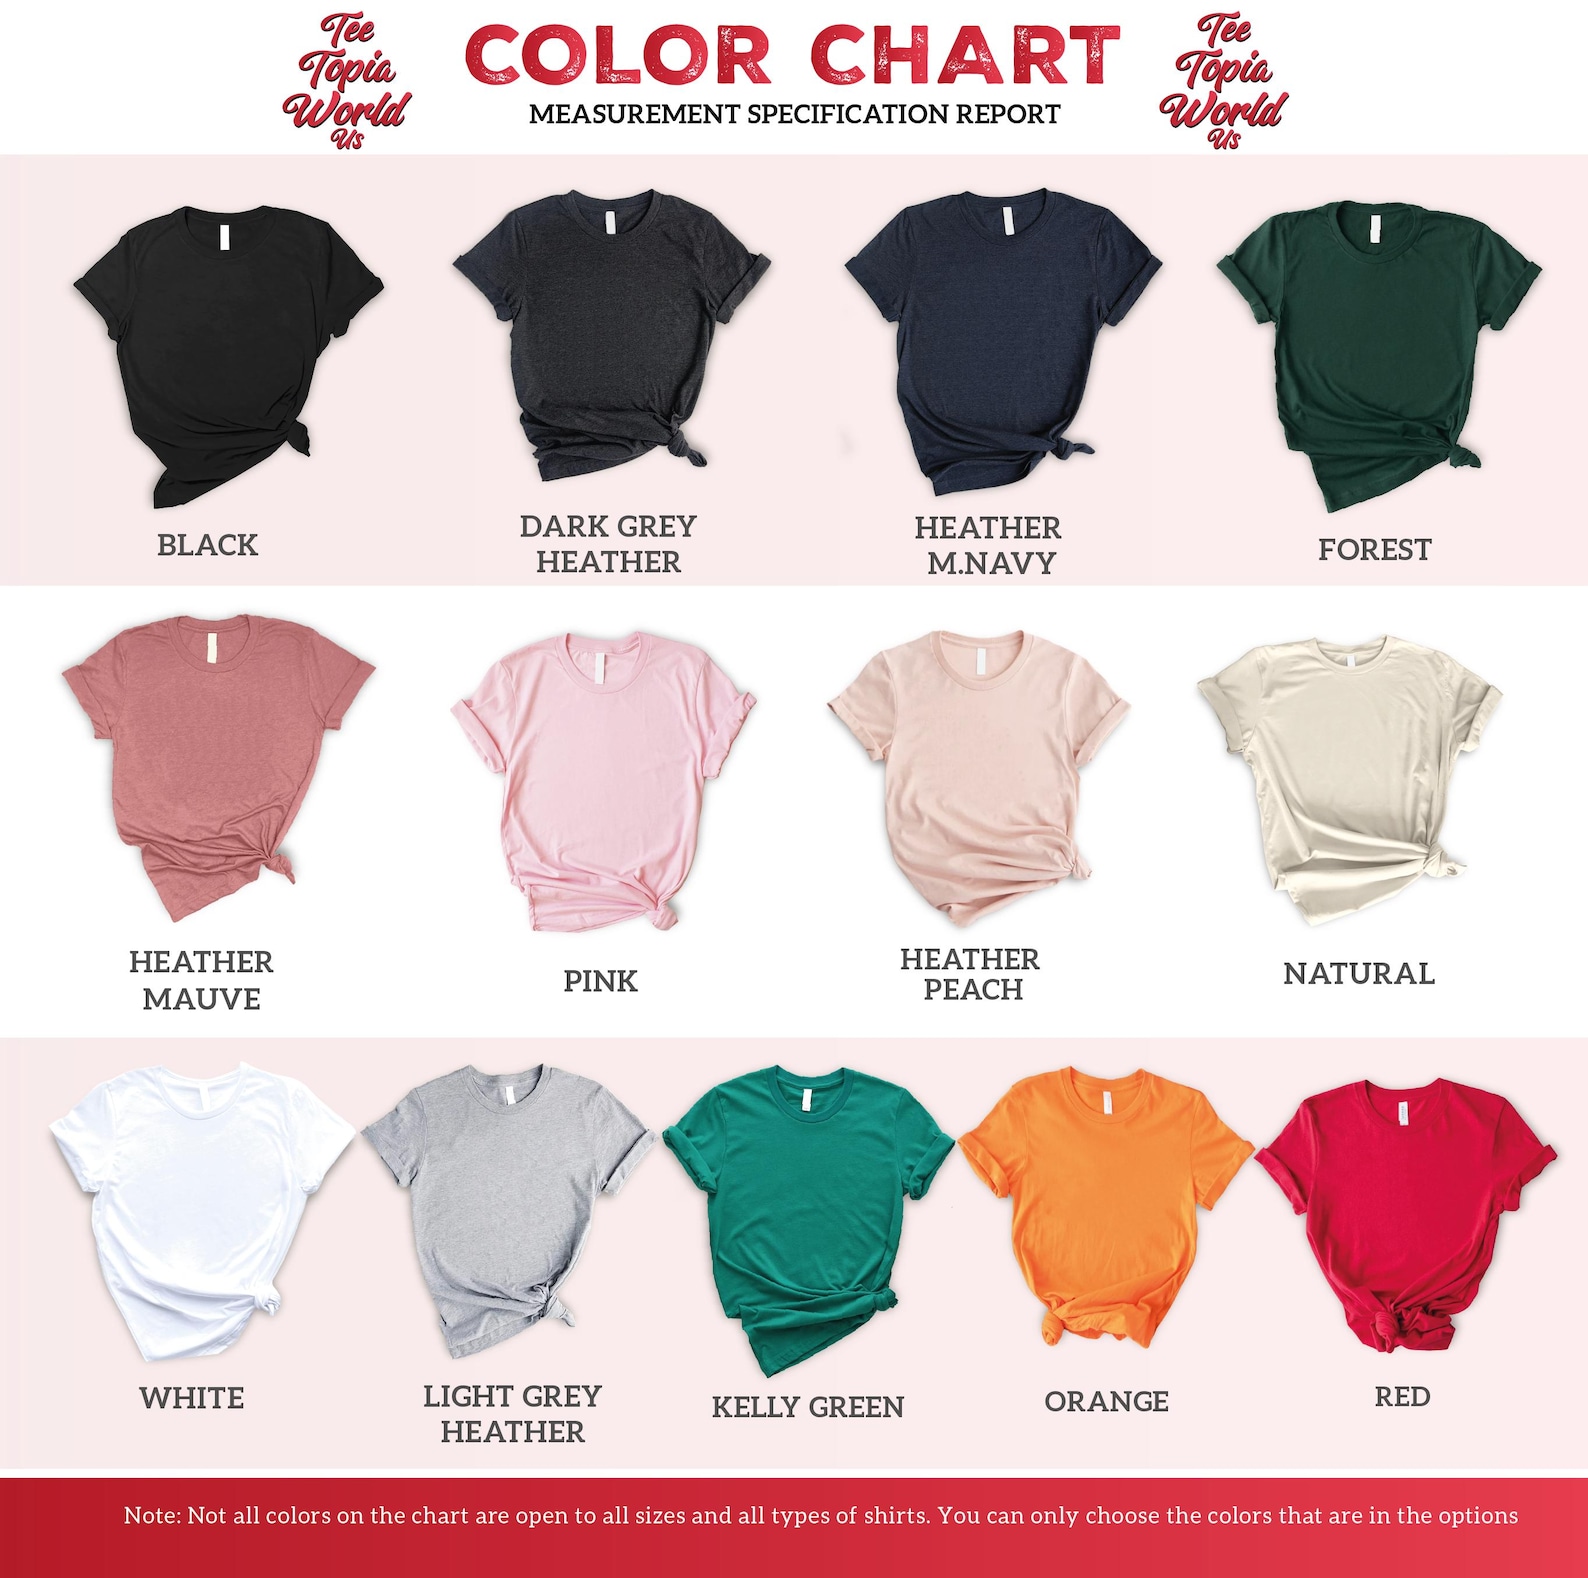 Tee
Topia
World
Us
COLOR CHART
MEASUREMENT SPECIFICATION REPORT
Tee
Topia
World
Us
BLACK
DARK GREY
HEATHER
HEATHER
M.NAVY
FOREST
HEATHER
MAUVE
PINK
HEATHER
PEACH
NATURAL
WHITE
LIGHT GREY
HEATHER
KELLY GREEN
ORANGE
RED
Note: Not all colors on the chart are open to all sizes and all types of shirts. You can only choose the colors that are in the options